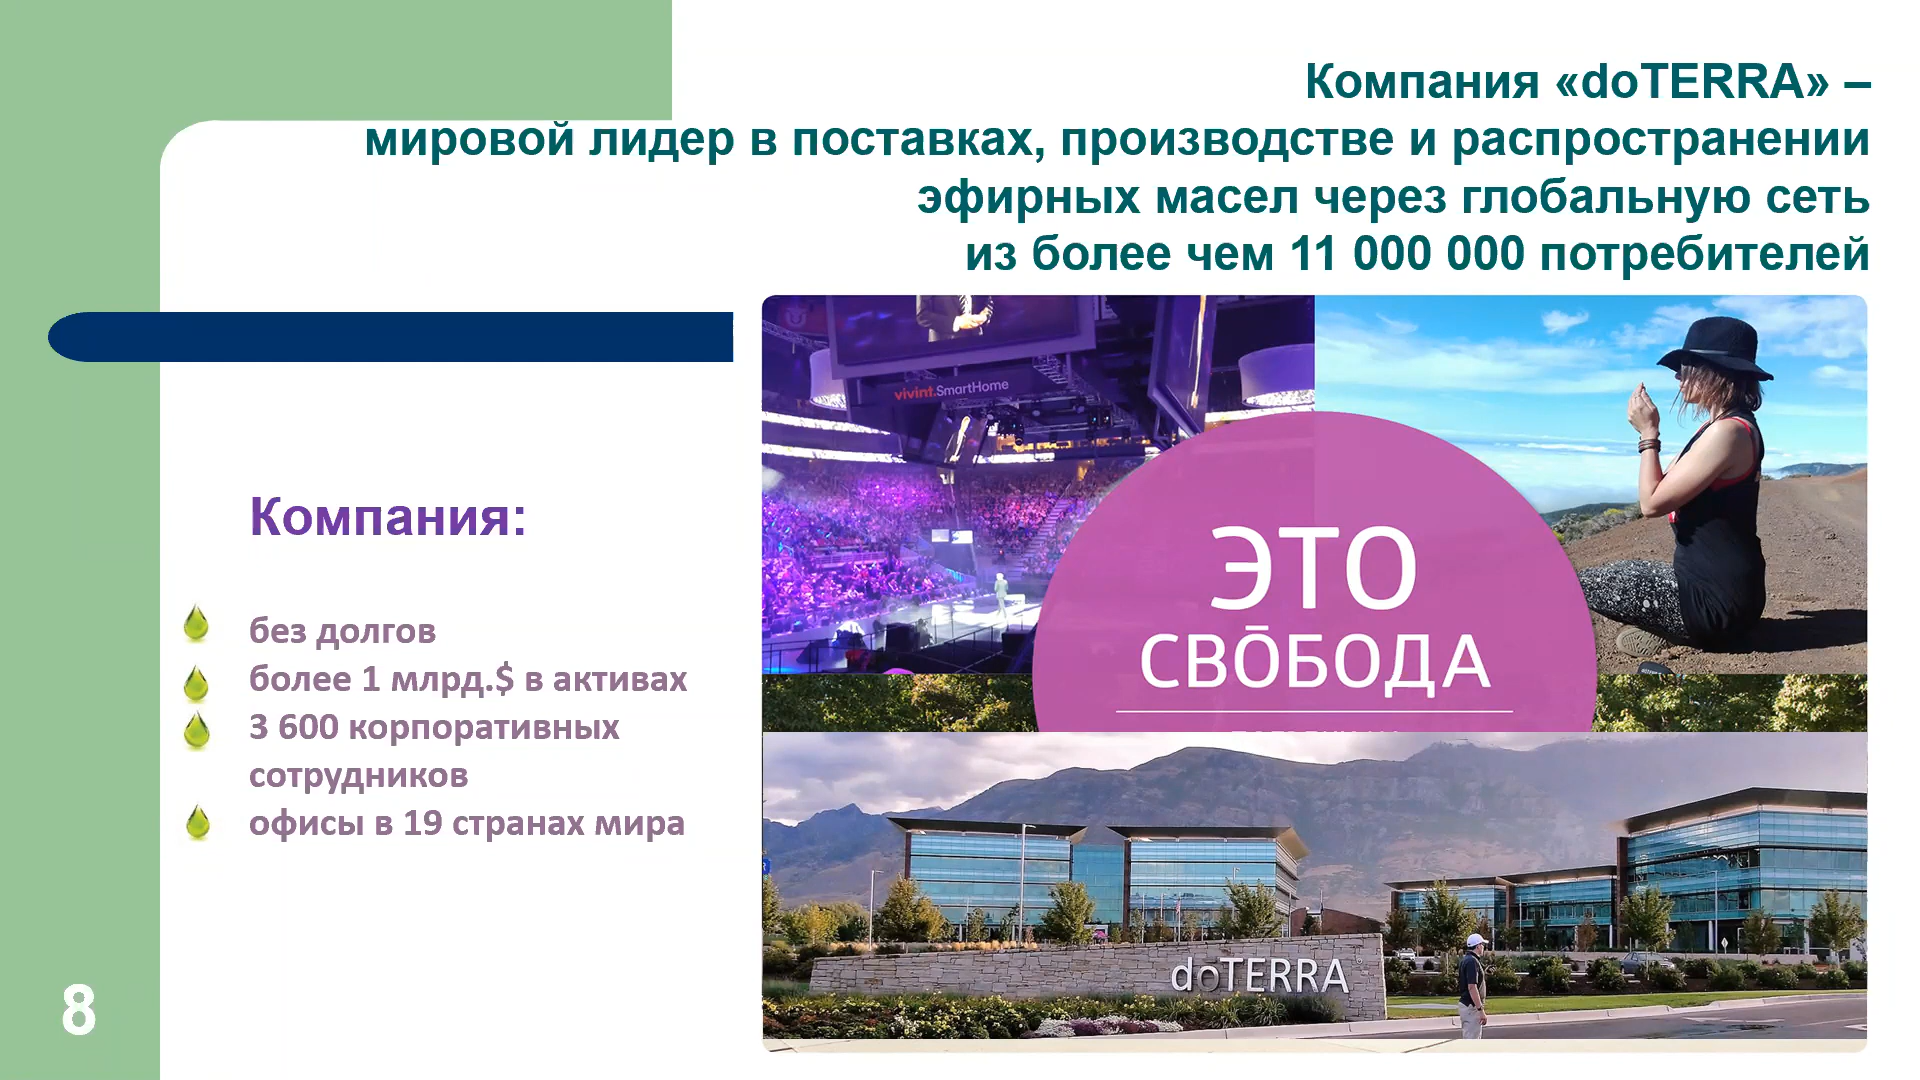 Компания «doTERRA» –
мировой лидер в поставках, производстве и распространении
эфирных масел через глобальную сеть
из более чем 11 000 000 потребителей
vivint.SmartHome
ЭТО
СВŌБОДА
Компания:
без долгов
более 1 млрд.$ в активах
3 600 корпоративных
сотрудников
офисы в 19 странах мира
doTERRA
8